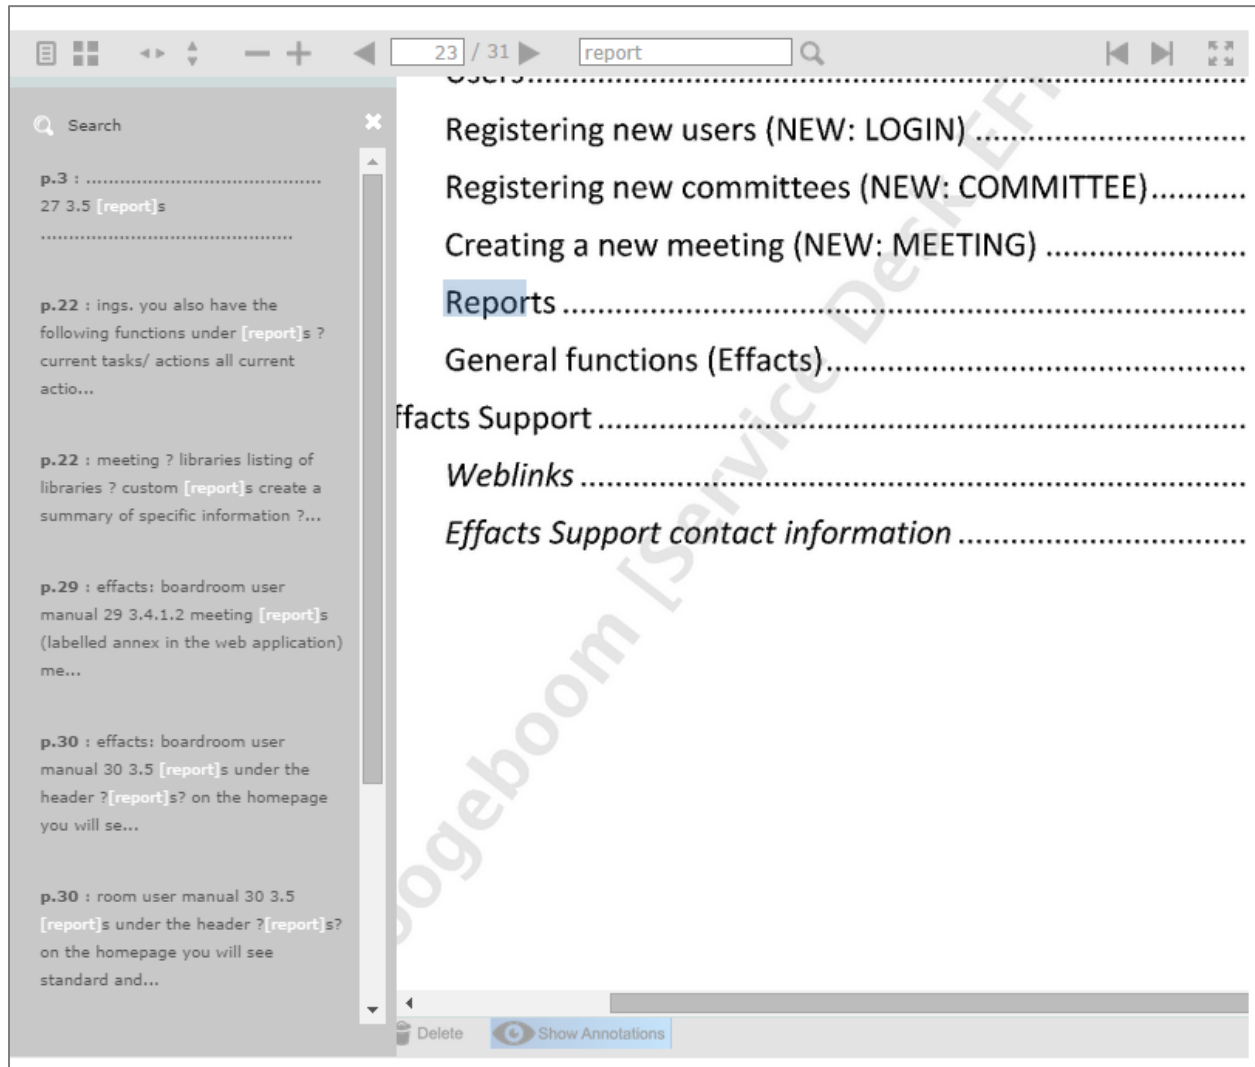 23 / 31
report
Search
p.3 : ..........................................
27 3.5 [report]s
.............................................
p.22 : ings. you also have the
following functions under [report]s ?
current tasks/ actions all current
actio...
p.22 : meeting ? libraries listing of
libraries ? custom [report]s create a
summary of specific information ?...
p.29 : effacts: boardroom user
manual 29 3.4.1.2 meeting [report]s
(labelled annex in the web application)
me...
p.30 : effacts: boardroom user
manual 30 3.5 [report]s under the
header ?[report]s? on the homepage
you will se...
p.30 : room user manual 30 3.5
[report]s under the header ?[report]s?
on the homepage you will see
standard and...
Users..........................................
Registering new users (NEW: LOGIN) ..........................
Registering new committees (NEW: COMMITTEE)...........
Creating a new meeting (NEW: MEETING) ....................
Reports ..........................................................................
General functions (Effacts)..........................................
ffacts Support ..................................................................
Weblinks ........................................................................
Effacts Support contact information .............................
ogeboom [Service Desk EF
Delete
Show Annotations